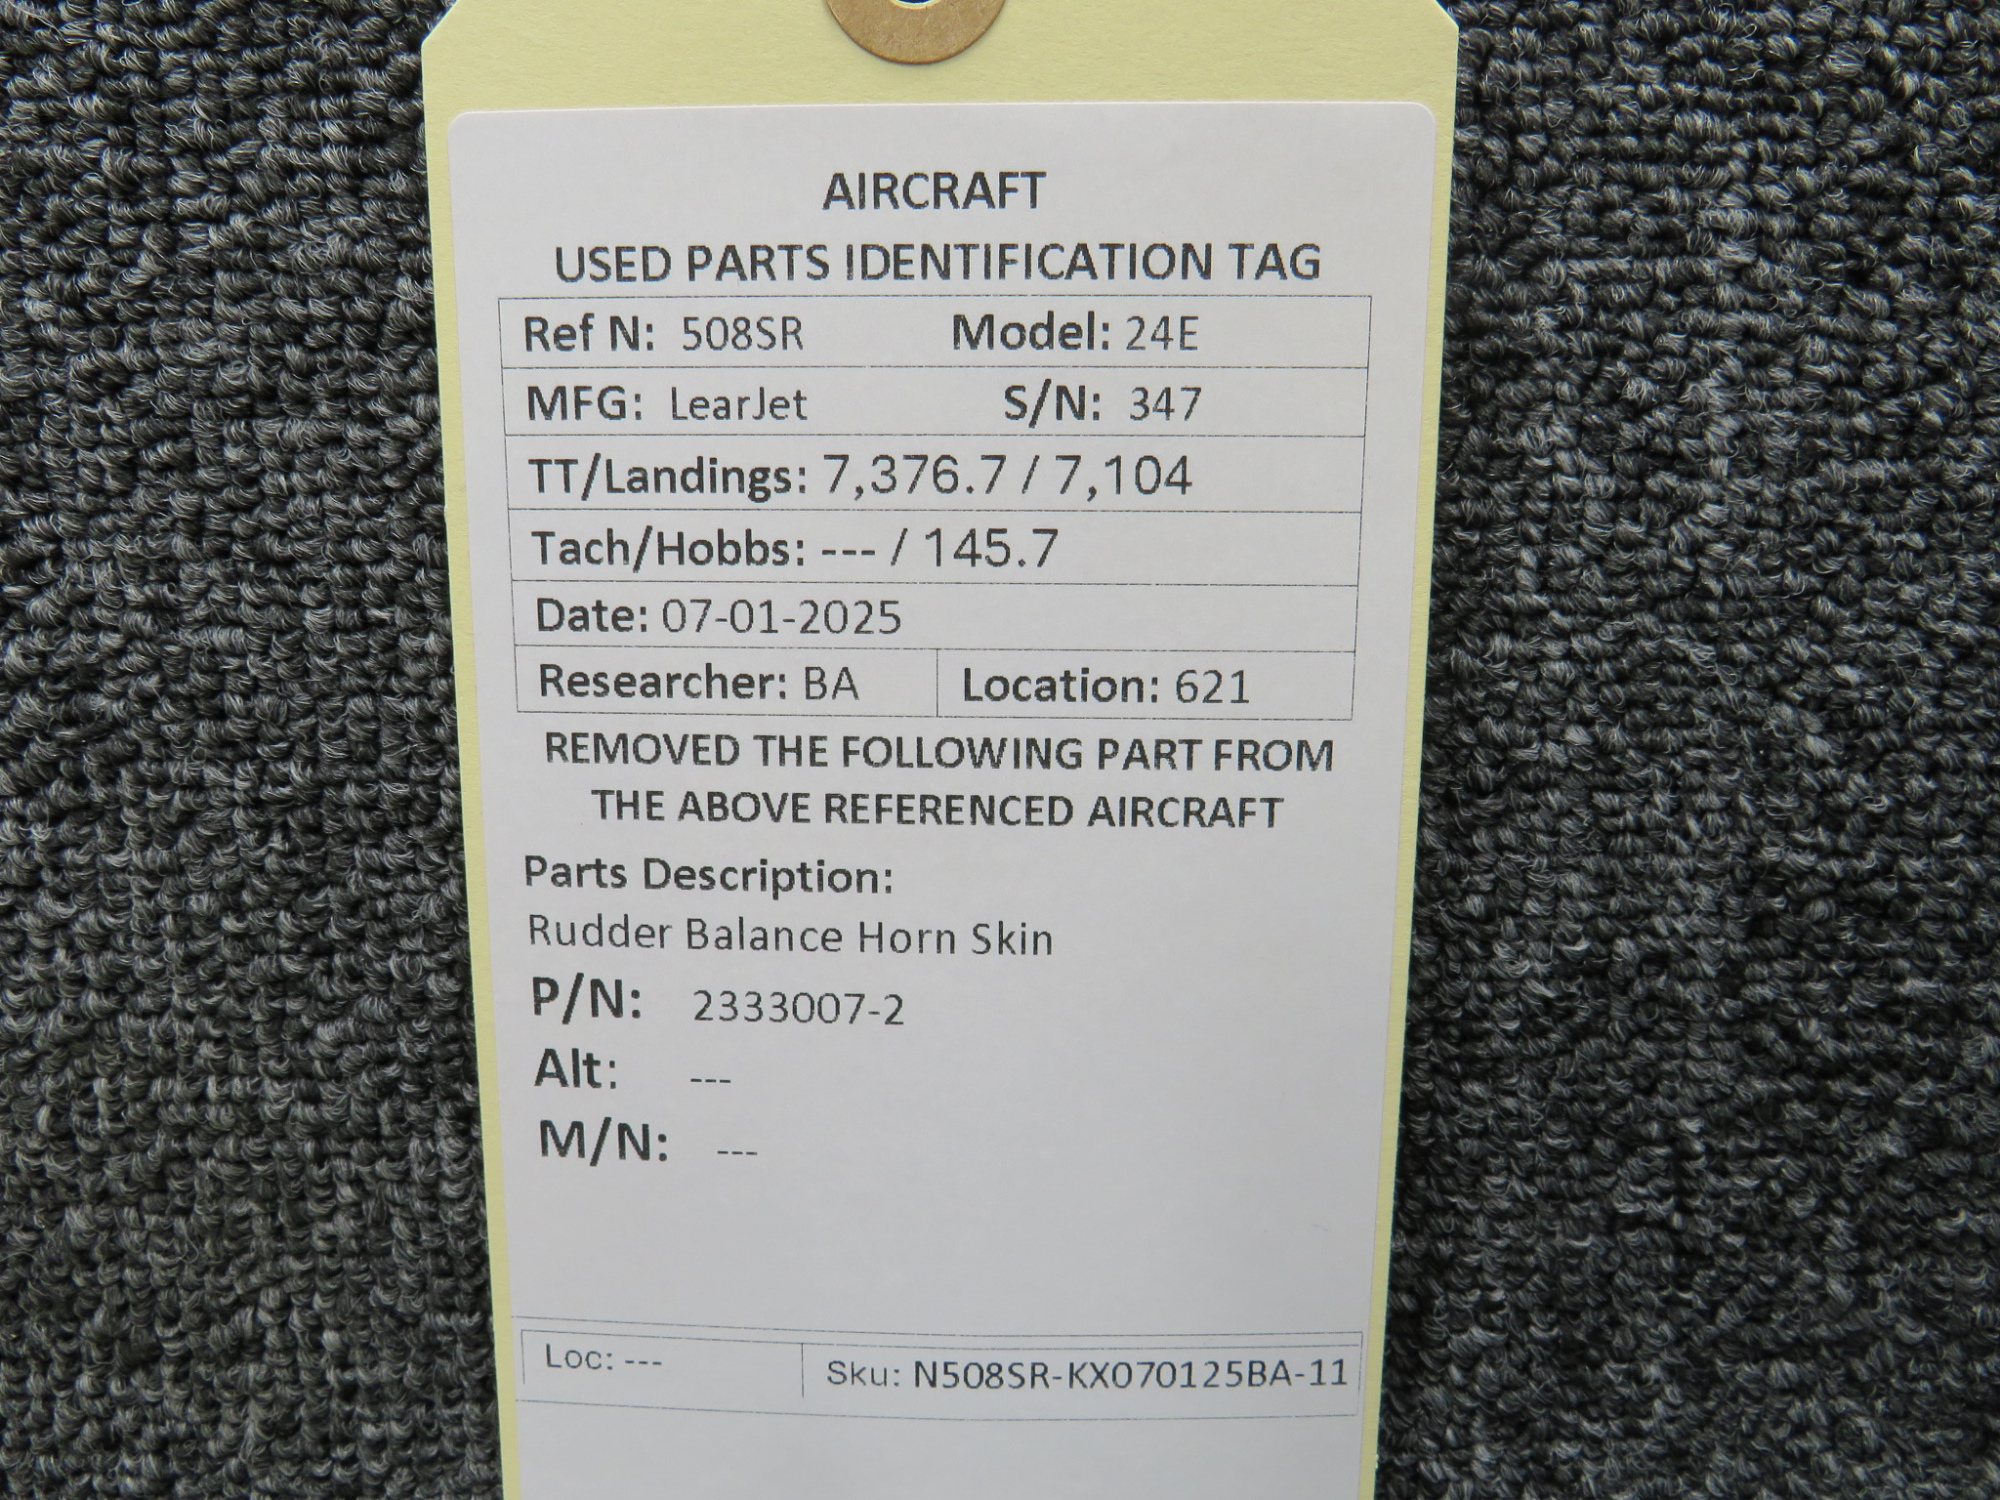 AIRCRAFT
USED PARTS IDENTIFICATION TAG
Ref N: 508SR Model: 24E
MFG: LearJet S/N: 347
TT/Landings: 7,376.7 / 7,104
Tach/Hobbs: --- / 145.7
Date: 07-01-2025
Researcher: BA Location: 621
REMOVED THE FOLLOWING PART FROM
THE ABOVE REFERENCED AIRCRAFT
Parts Description:
Rudder Balance Horn Skin
P/N: 2333007-2
Alt: ---
M/N: ---
Loc: --- Sku: N508SR-KX070125BA-11